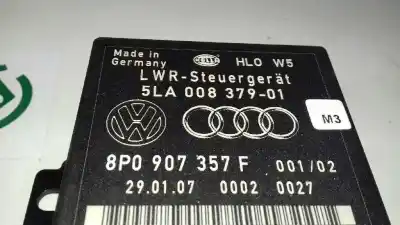 Made in
Germany
HELLA
HLO W5
LWR-Steuergerät
5LA 008 379-01
M3
8P0 907 357 F 001/02
29.01.07 0002 0027